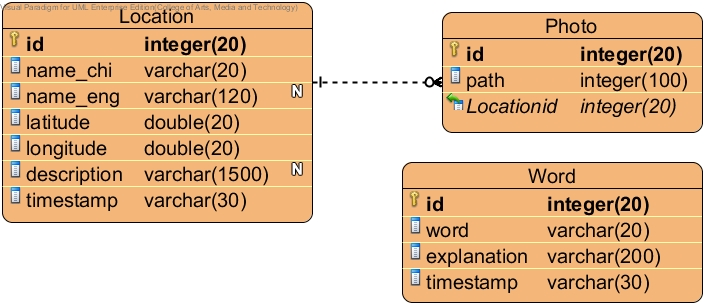 Visual Paradigm for UML Enterprise Edition(College of Arts, Media and Technology)
Location
id integer(20)
name_chi varchar(20)
name_eng varchar(120) N
latitude double(20)
longitude double(20)
description varchar(1500) N
timestamp varchar(30)
Photo
id integer(20)
path integer(100)
Locationid integer(20)
Word
id integer(20)
word varchar(20)
explanation varchar(200)
timestamp varchar(30)